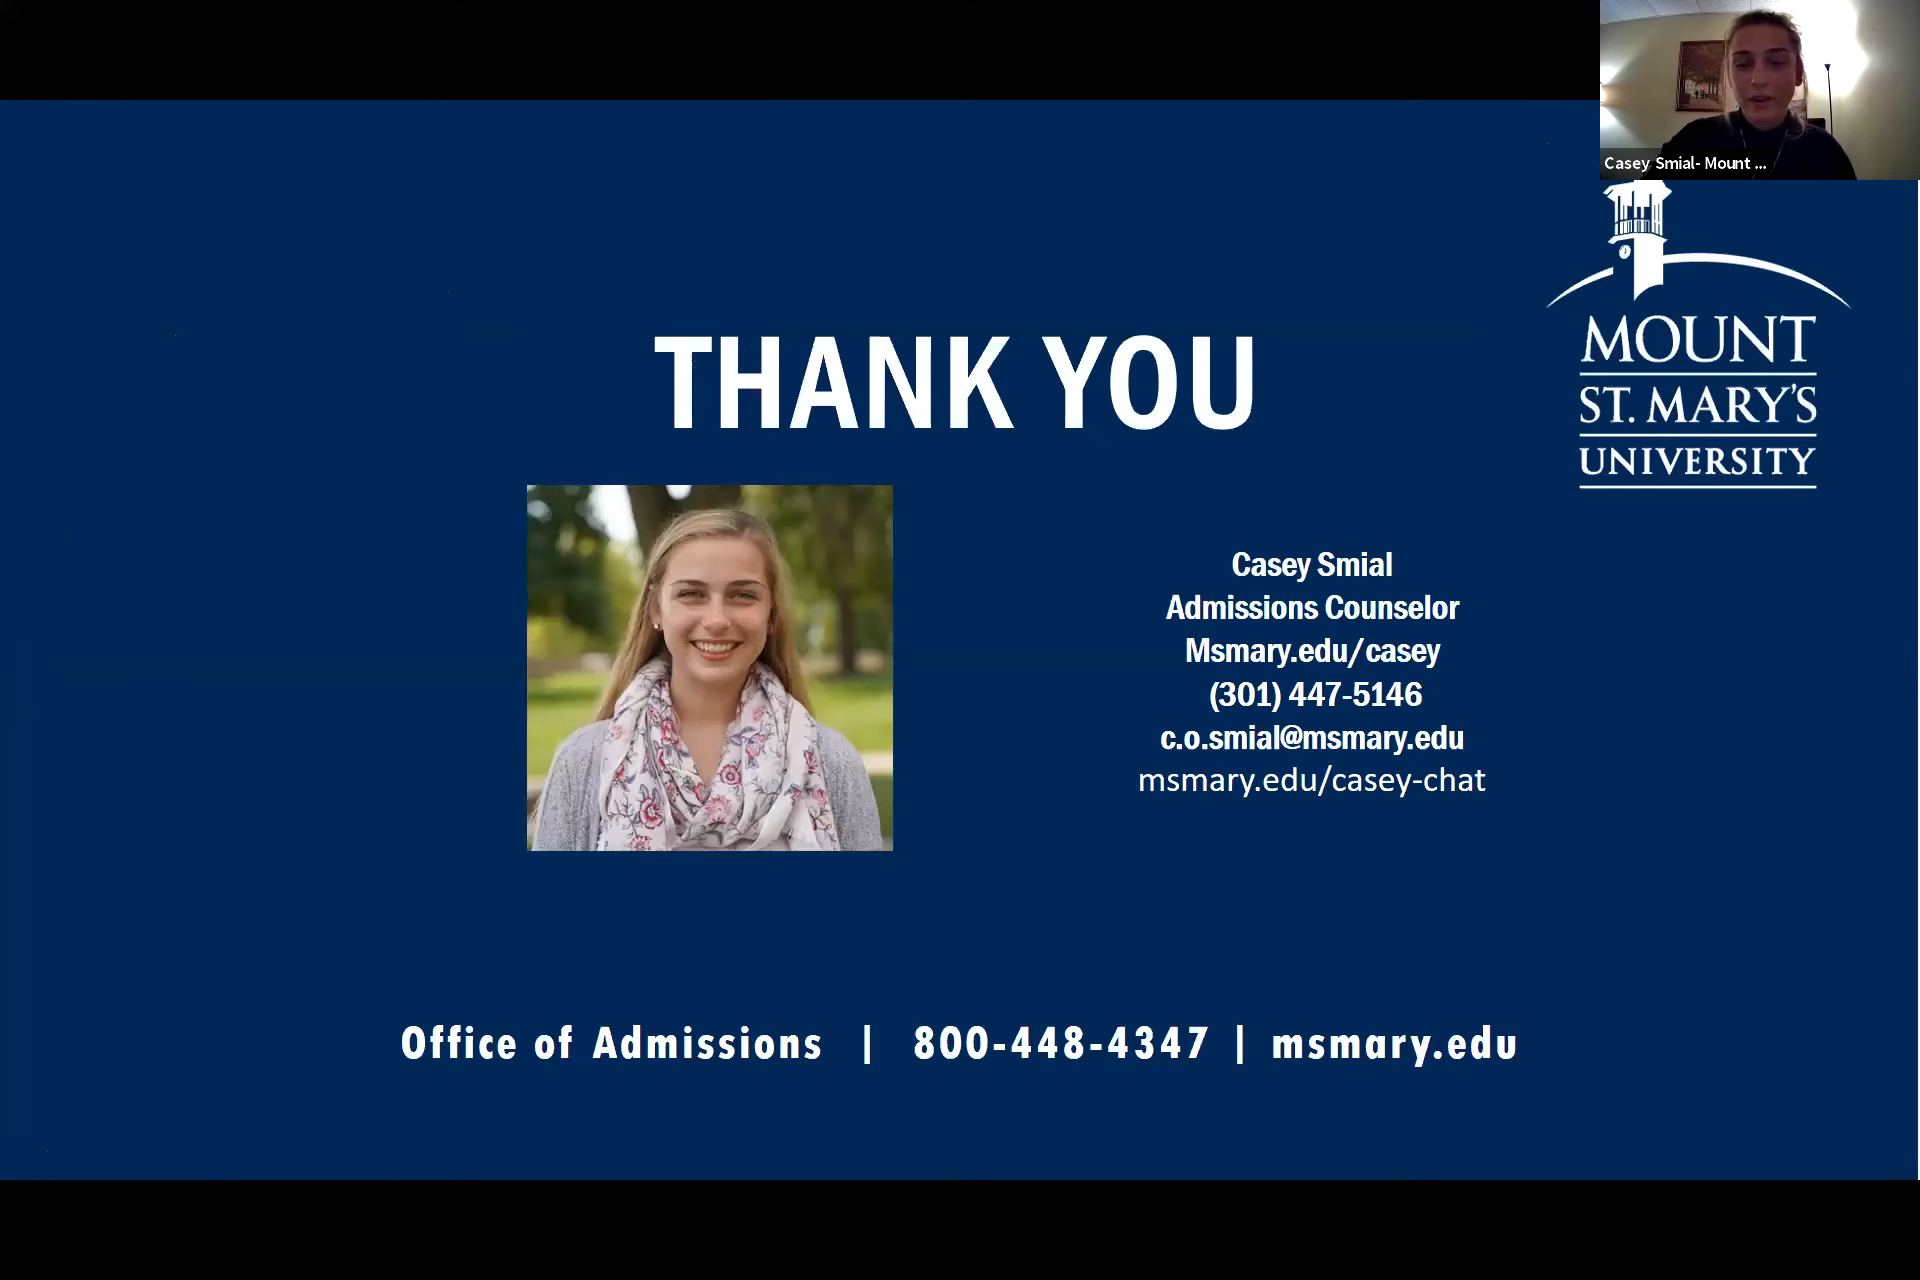 Casey Smial- Mount ...
MOUNT
ST. MARY'S
UNIVERSITY
THANK YOU
Casey Smial
Admissions Counselor
Msmary.edu/casey
(301) 447-5146
c.o.smial@msmary.edu
msmary.edu/casey-chat
Office of Admissions | 800-448-4347 | msmary.edu